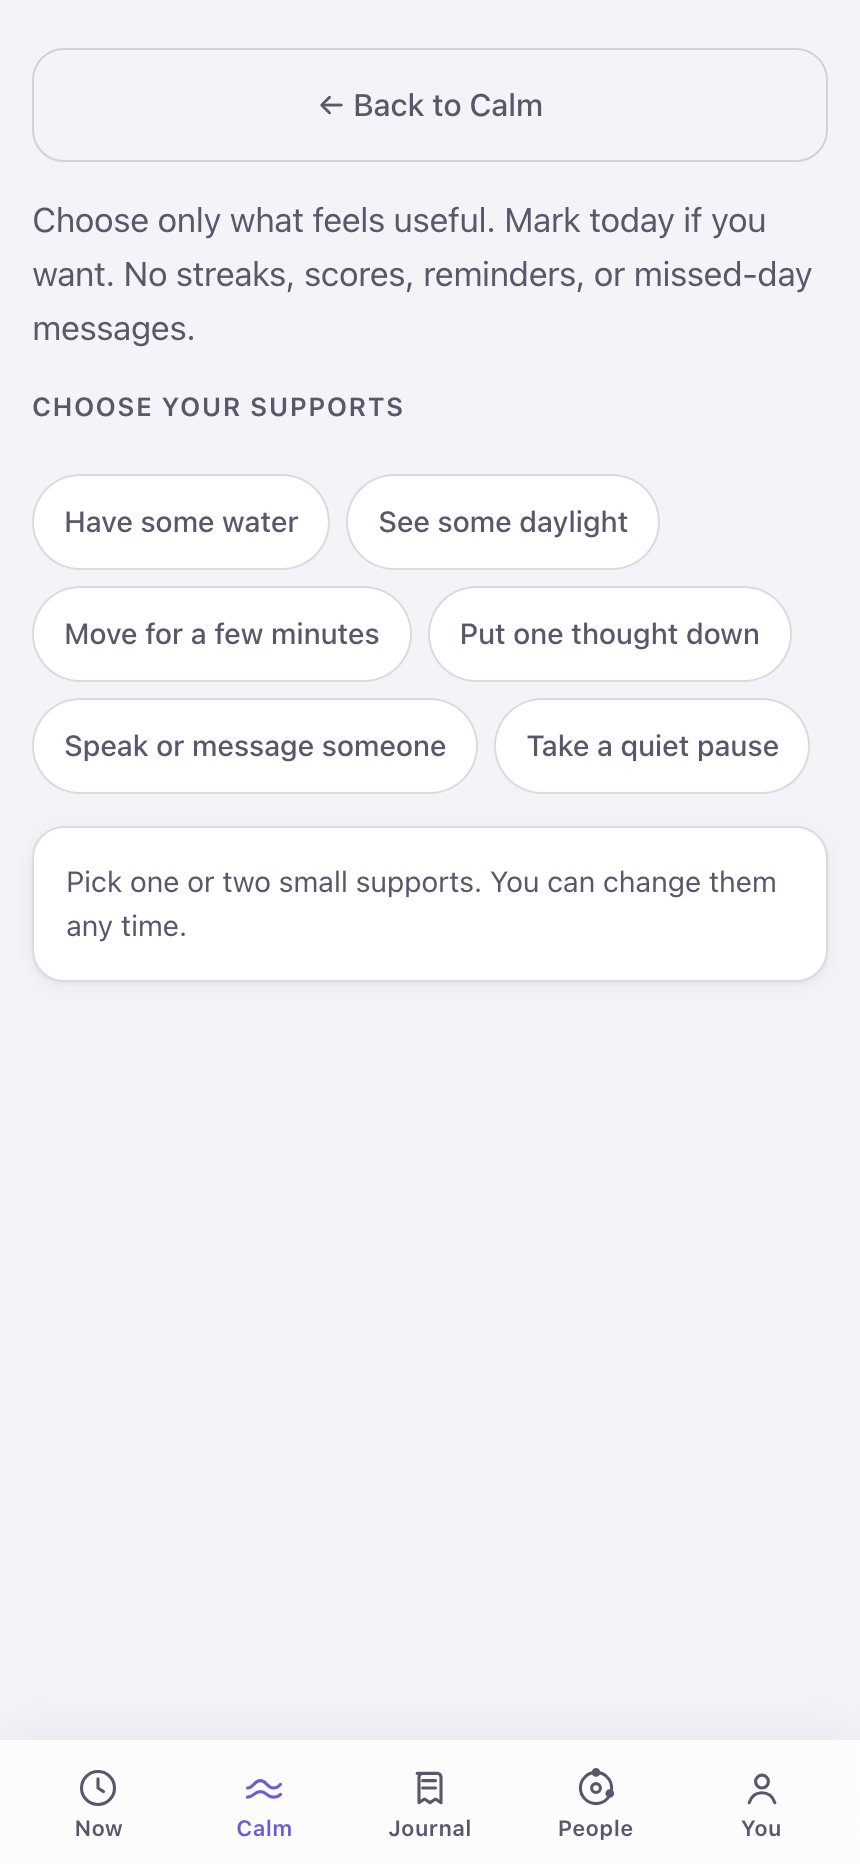 ← Back to Calm
Choose only what feels useful. Mark today if you
want. No streaks, scores, reminders, or missed-day
messages.
CHOOSE YOUR SUPPORTS
Have some water
See some daylight
Move for a few minutes
Put one thought down
Speak or message someone
Take a quiet pause
Pick one or two small supports. You can change them
any time.
Now
Calm
Journal
People
You